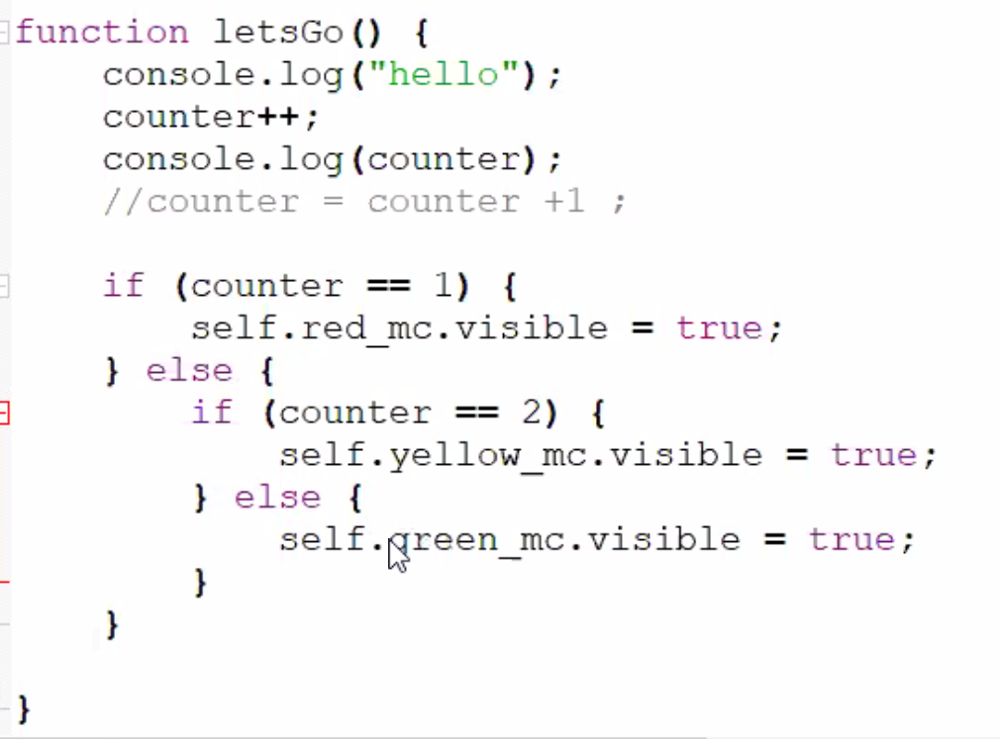 function letsGo() {
    console.log("hello");
    counter++;
    console.log(counter);
    //counter = counter +1 ;

    if (counter == 1) {
        self.red_mc.visible = true;
    } else {
        if (counter == 2) {
            self.yellow_mc.visible = true;
        } else {
            self.green_mc.visible = true;
        }
    }

}